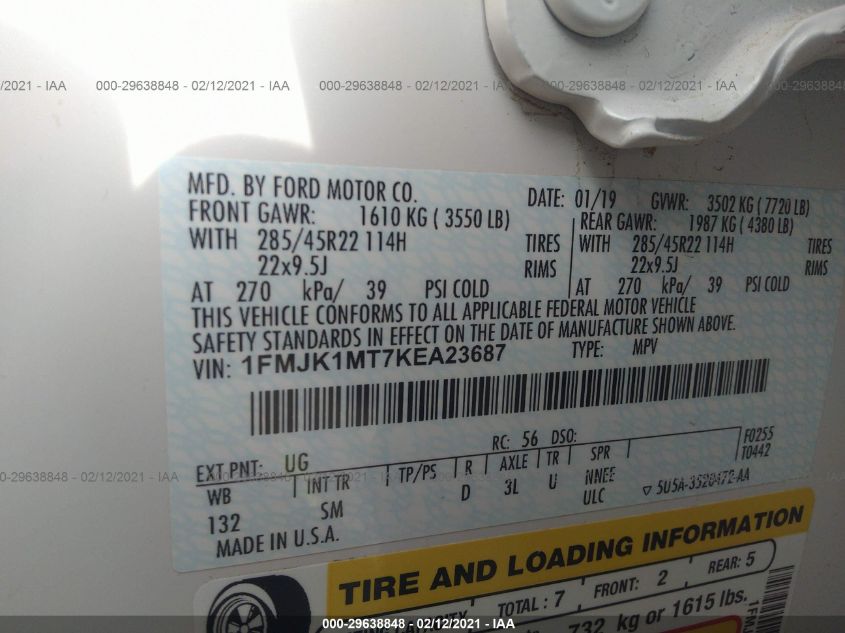 /2021 - IAA 000-29638848 - 02/12/2021 - IAA 000-29638848 - 02/12/2021 - IAA 000-29638848 - 02/12/2021 - IAA
MFD. BY FORD MOTOR CO. DATE: 01/19 GVWR: 3502 KG ( 7720 LB)
FRONT GAWR: 1610 KG ( 3550 LB) REAR GAWR: 1987 KG ( 4380 LB)
WITH 285/45R22 114H TIRES WITH 285/45R22 114H TIRES
22x9.5J RIMS 22x9.5J RIMS
AT 270 kPa/ 39 PSI COLD AT 270 kPa/ 39 PSI COLD
THIS VEHICLE CONFORMS TO ALL APPLICABLE FEDERAL MOTOR VEHICLE
SAFETY STANDARDS IN EFFECT ON THE DATE OF MANUFACTURE SHOWN ABOVE.
VIN: 1FMJK1MT7KEA23687 TYPE: MPV
RC: 56 DSO: F0255
T0442
EXT PNT: UG
WB INT TR TP/PS R AXLE TR SPR
132 SM D 3L U NNEE
ULC
MADE IN U.S.A.
TIRE AND LOADING INFORMATION
TOTAL : 7 FRONT: 2 REAR: 5
732 kg or 1615 lbs.
000-29638848 - 02/12/2021 - IAA